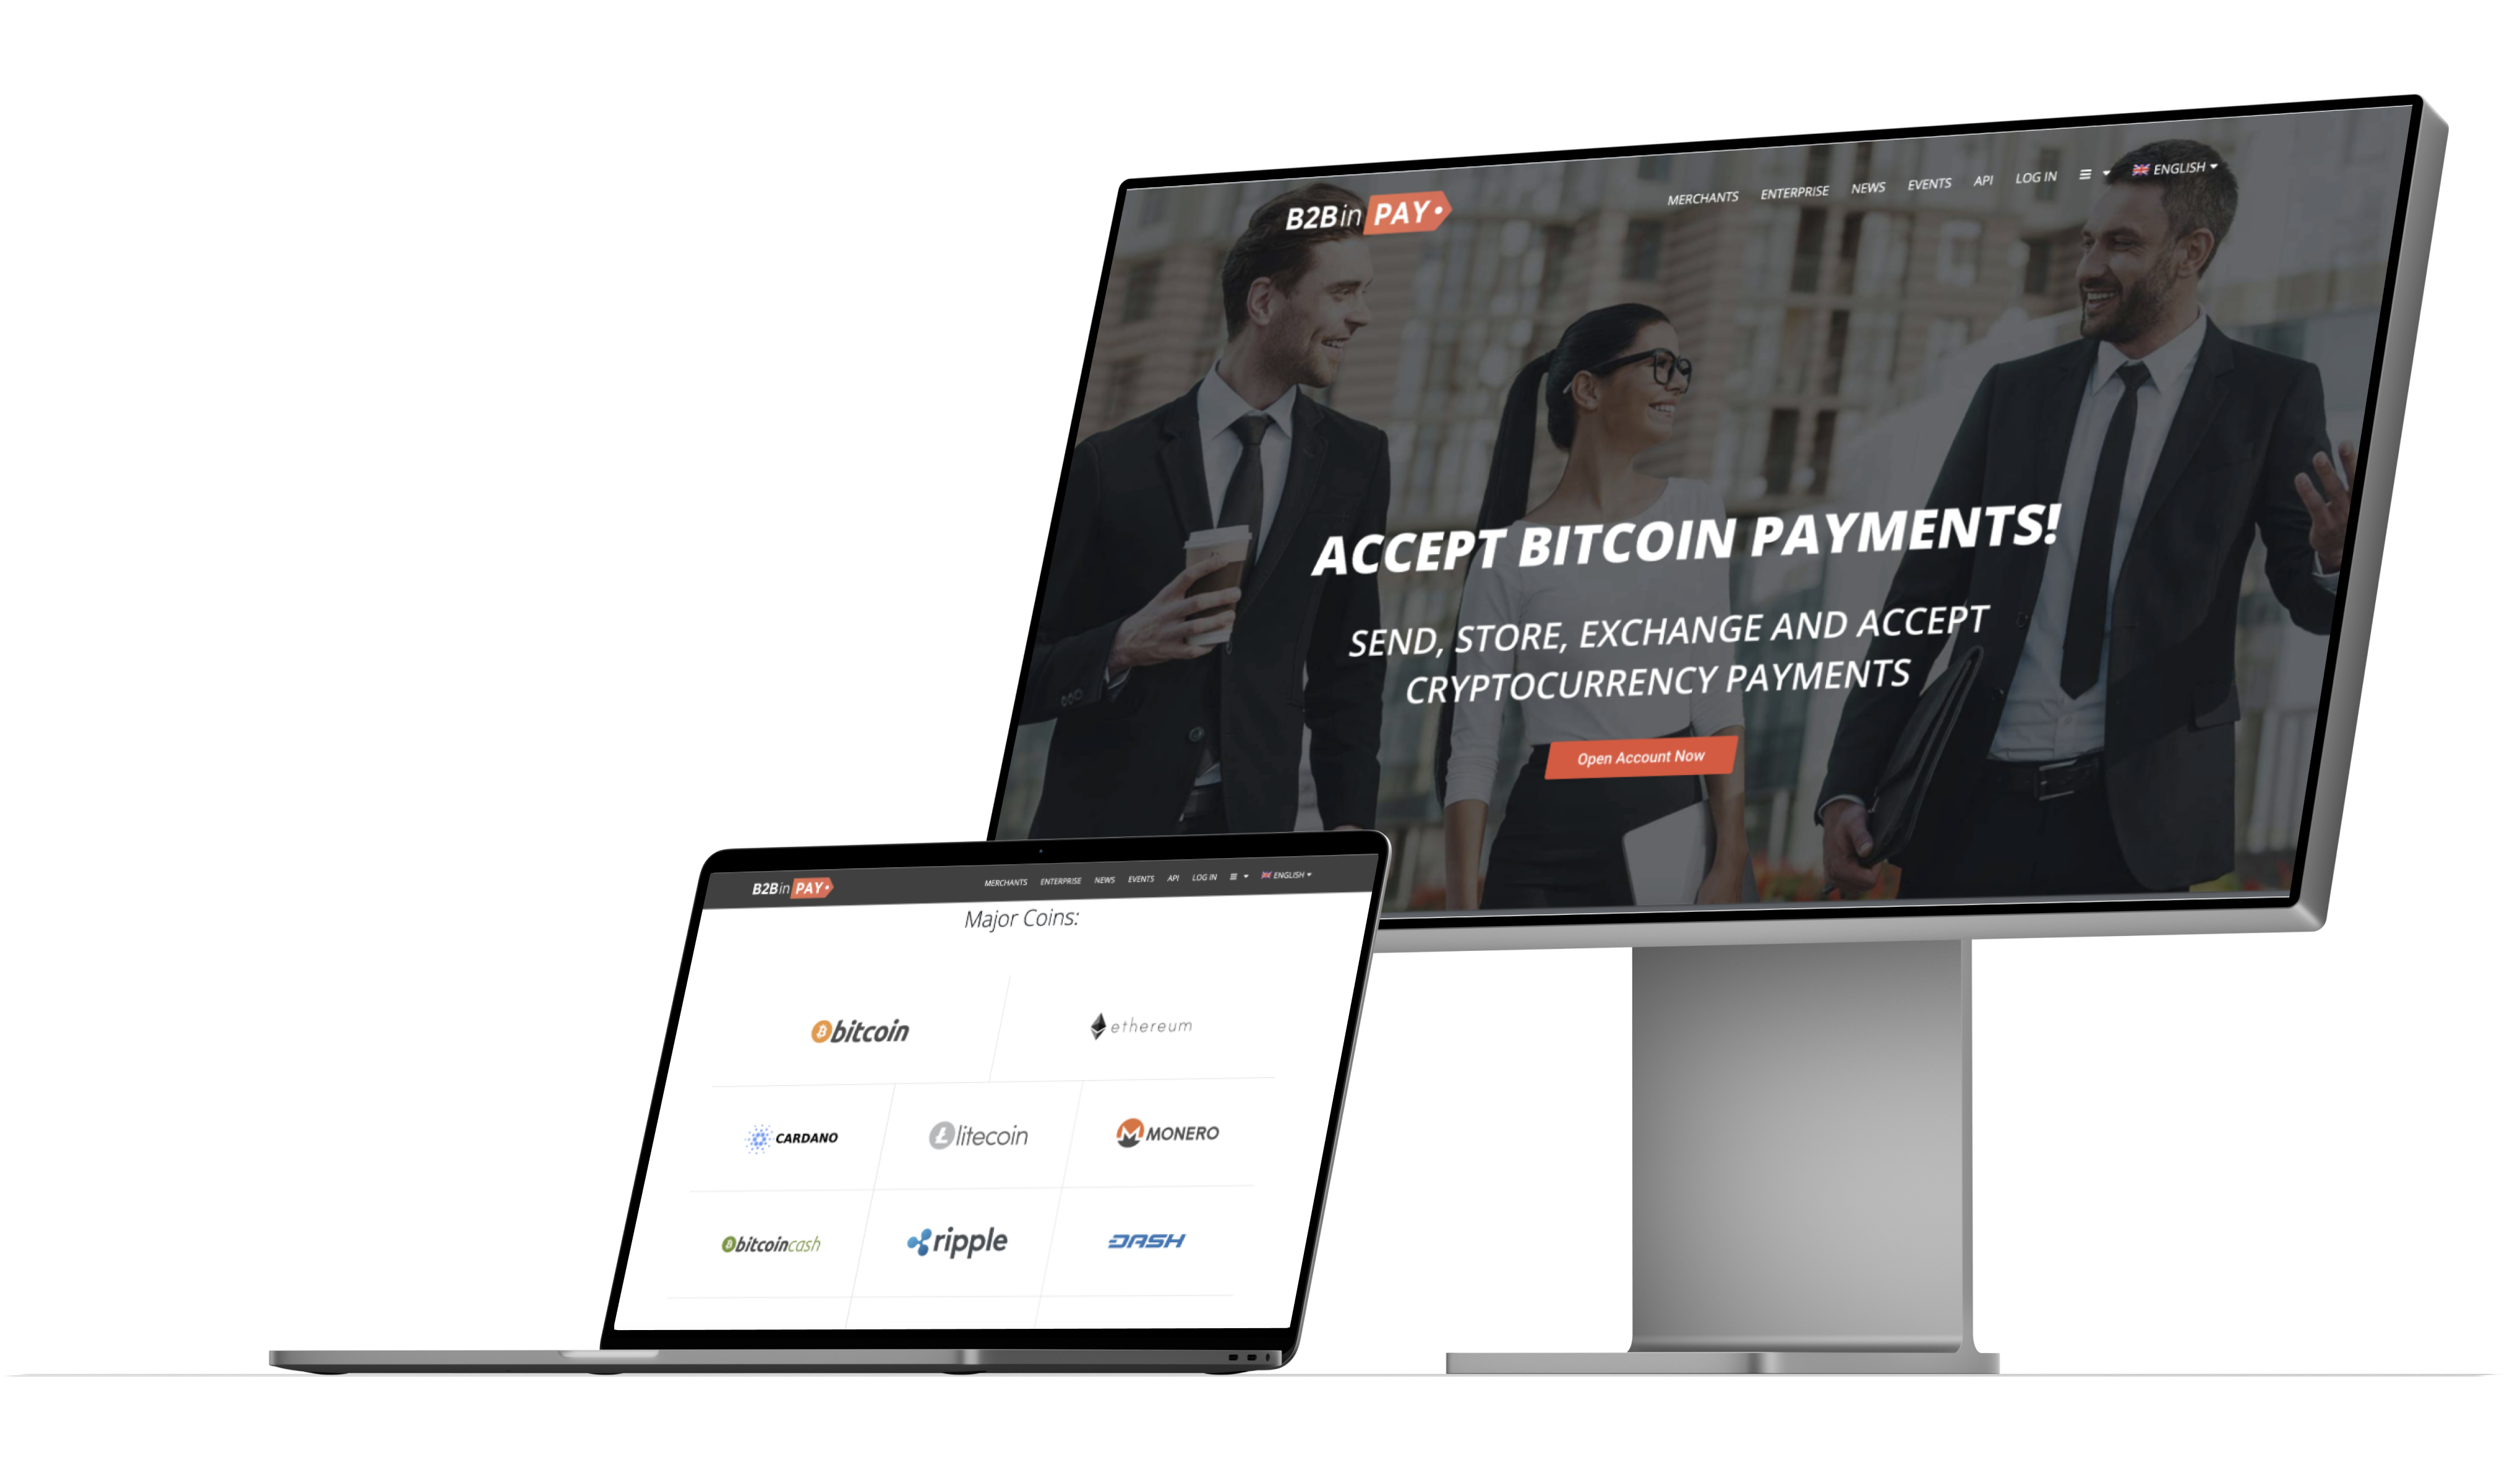 B2Bin PAY
MERCHANTS ENTERPRISE NEWS EVENTS API LOG IN ENGLISH
ACCEPT BITCOIN PAYMENTS!
SEND, STORE, EXCHANGE AND ACCEPT
CRYPTOCURRENCY PAYMENTS
Open Account Now
B2Bin PAY
MERCHANTS ENTERPRISE NEWS EVENTS API LOG IN ENGLISH
Major Coins:
bitcoin
ethereum
CARDANO
litecoin
MONERO
bitcoincash
ripple
DASH